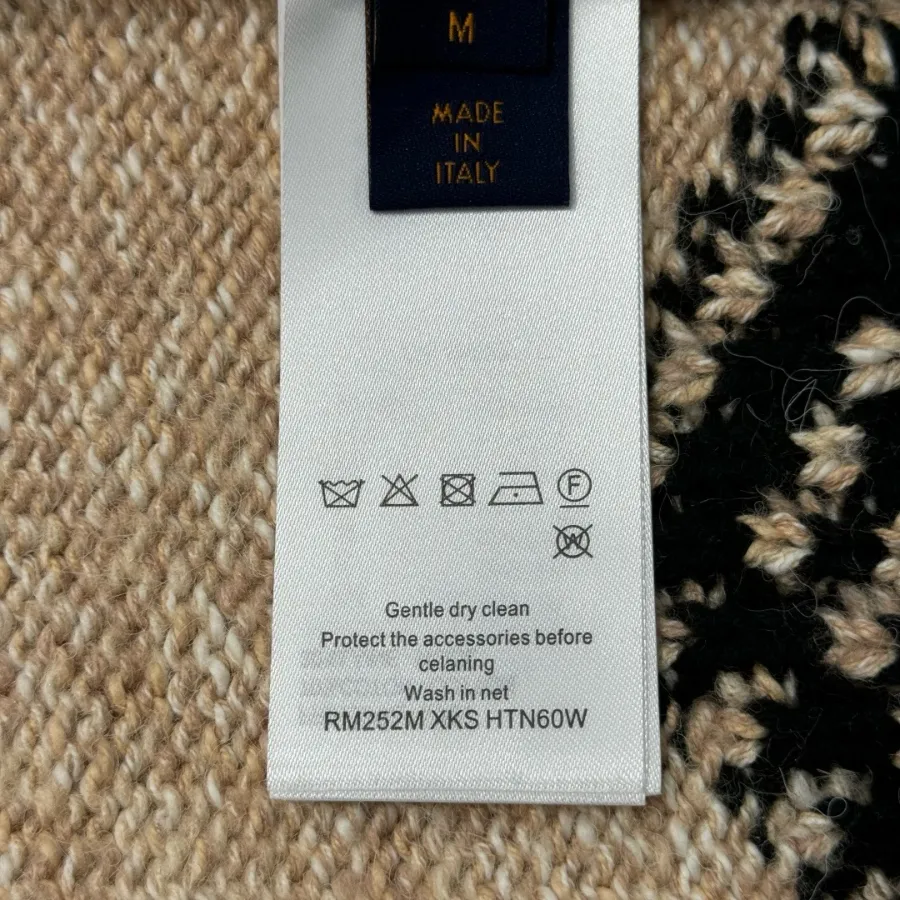 M
MADE
IN
ITALY
F
W
Gentle dry clean
Protect the accessories before
celaning
Wash in net
RM252M XKS HTN60W